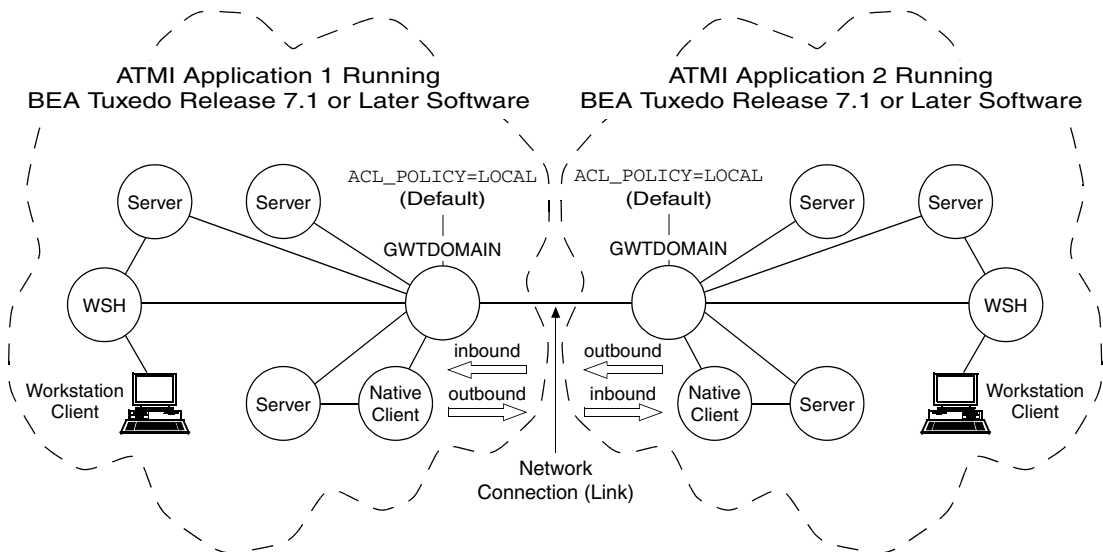 ATMI Application 1 Running
BEA Tuxedo Release 7.1 or Later Software
ATMI Application 2 Running
BEA Tuxedo Release 7.1 or Later Software
ACL_POLICY=LOCAL
(Default)
ACL_POLICY=LOCAL
(Default)
Server
Server
Server
Server
GWTDOMAIN
GWTDOMAIN
WSH
WSH
inbound
outbound
outbound
inbound
Workstation
Client
Server
Native
Client
Native
Client
Server
Workstation
Client
Network
Connection (Link)